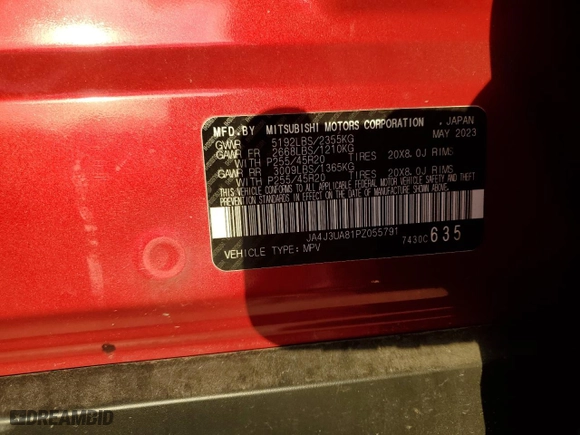 MFD.BY MITSUBISHI MOTORS CORPORATION . JAPAN
GVWR 5192LBS/2355KG MAY 2023
GAWR FR 2668LBS/1210KG
WITH P255/45R20 TIRES 20X8.0J RIMS
GAWR RR 3009LBS/1365KG
WITH P255/45R20 TIRES 20X8.0J RIMS
THIS VEHICLE CONFORMS TO ALL APPLICABLE FEDERAL MOTOR VEHICLE SAFETY AND THEFT
PREVENTION STANDARDS IN EFFECT ON THE DATE OF MANUFACTURE SHOWN ABOVE.
JA4J3UA81PZ055791
7430C 635
VEHICLE TYPE: MPV
DREAMBID